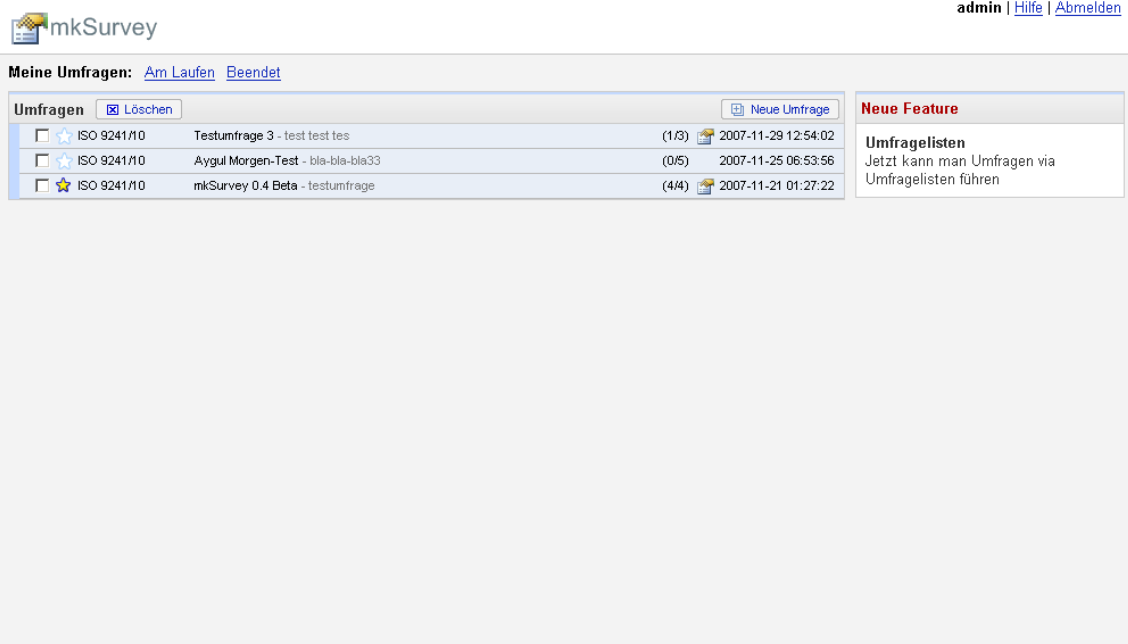 admin | Hilfe | Abmelden
mkSurvey
Meine Umfragen: Am Laufen Beendet
Umfragen Löschen Neue Umfrage
ISO 9241/10 Testumfrage 3 - test test tes (1/3) 2007-11-29 12:54:02
ISO 9241/10 Aygul Morgen-Test - bla-bla-bla33 (0/5) 2007-11-25 06:53:56
ISO 9241/10 mkSurvey 0.4 Beta - testumfrage (4/4) 2007-11-21 01:27:22
Neue Feature
Umfragelisten
Jetzt kann man Umfragen via
Umfragelisten führen